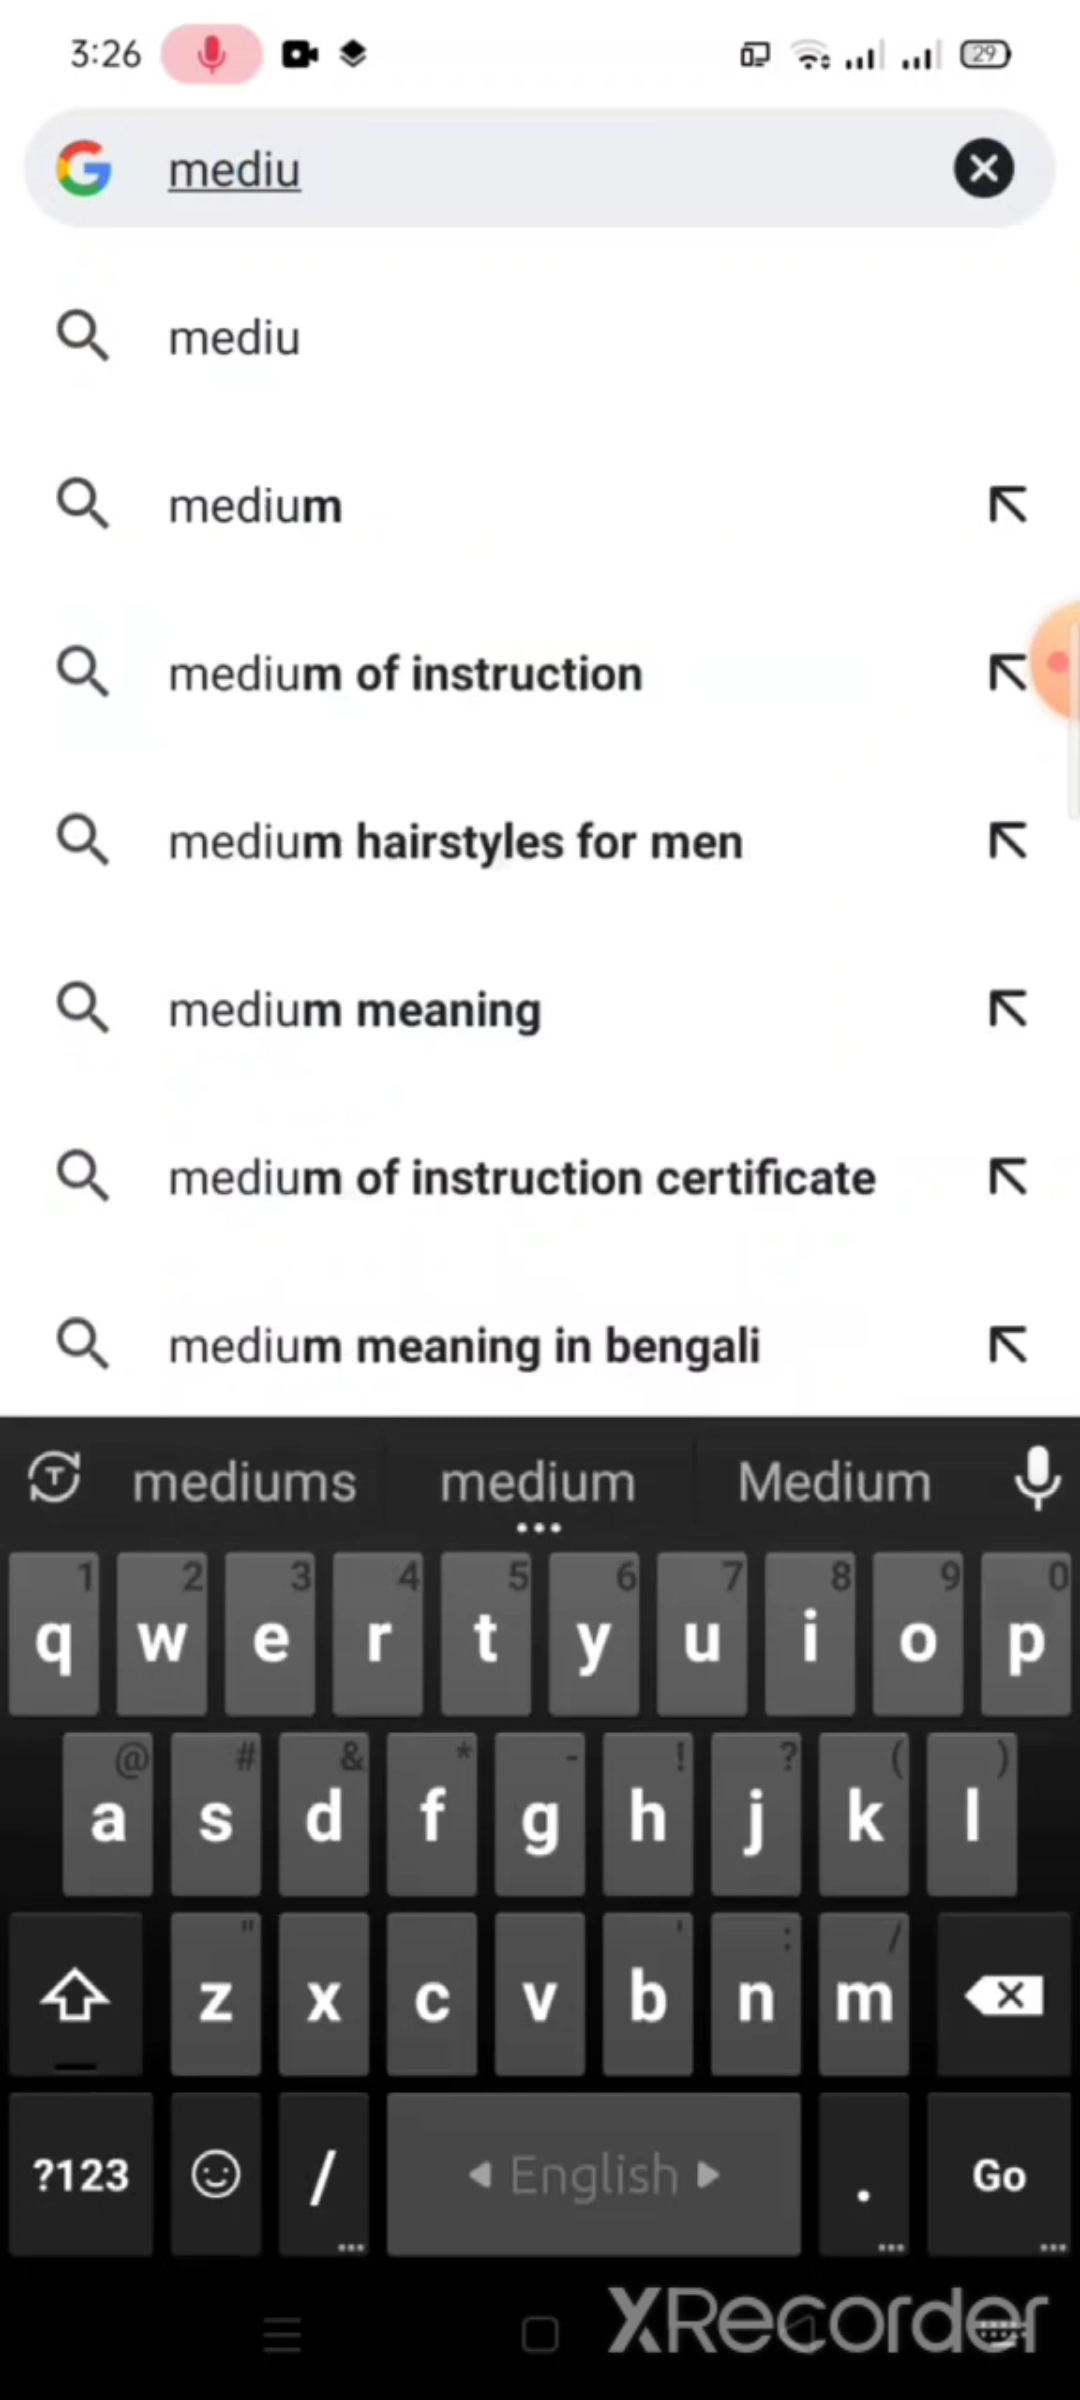 3:26 29
mediu
mediu
medium
medium of instruction
medium hairstyles for men
medium meaning
medium of instruction certificate
medium meaning in bengali
mediums medium Medium
1 2 3 4 5 6 7 8 9 0
q w e r t y u i o p
@ # & * - ! ? ( )
a s d f g h j k l
" ' : /
z x c v b n m
?123 / English . Go
XRecorder